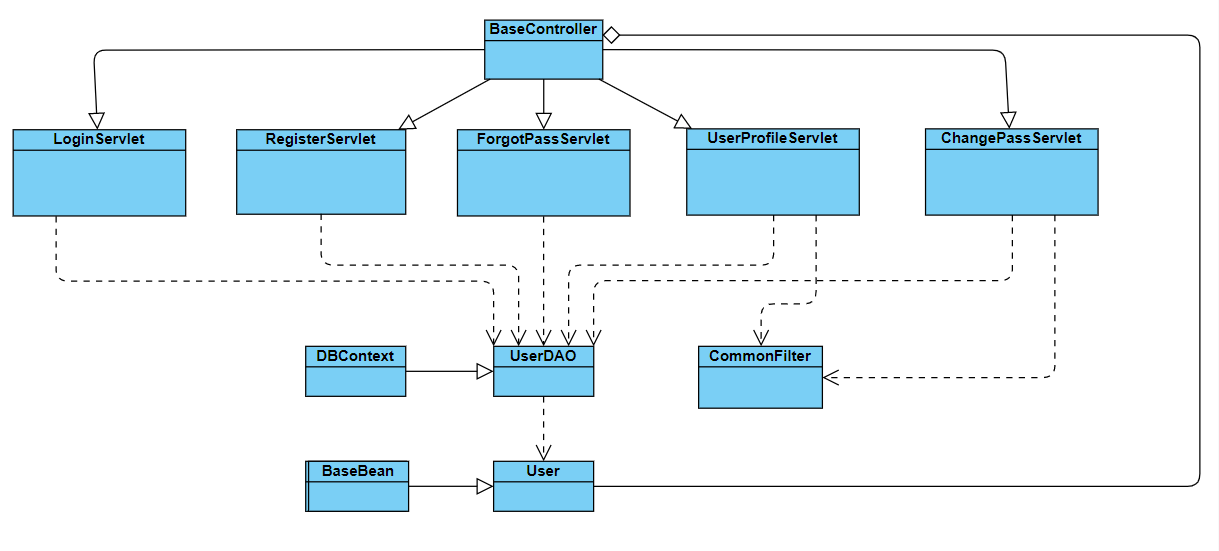 BaseController
LoginServlet
RegisterServlet
ForgotPassServlet
UserProfileServlet
ChangePassServlet
DBContext
UserDAO
CommonFilter
BaseBean
User